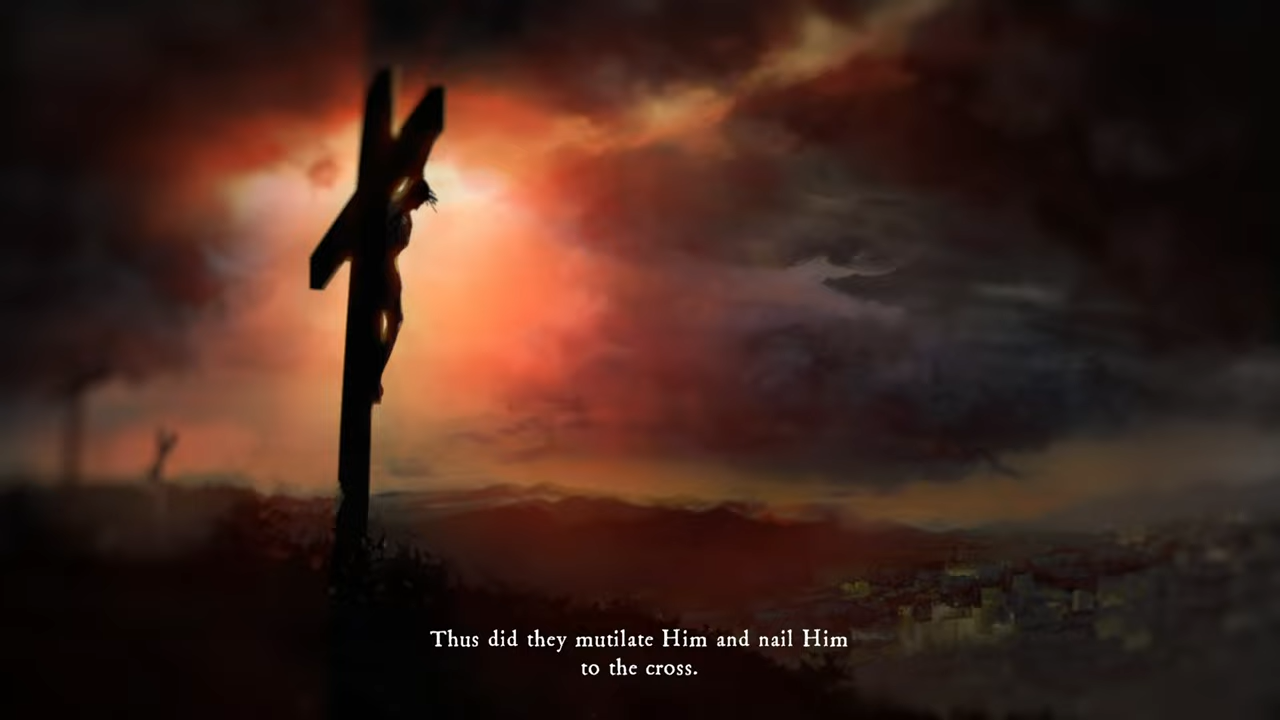 Thus did they mutilate Him and nail Him
to the cross.